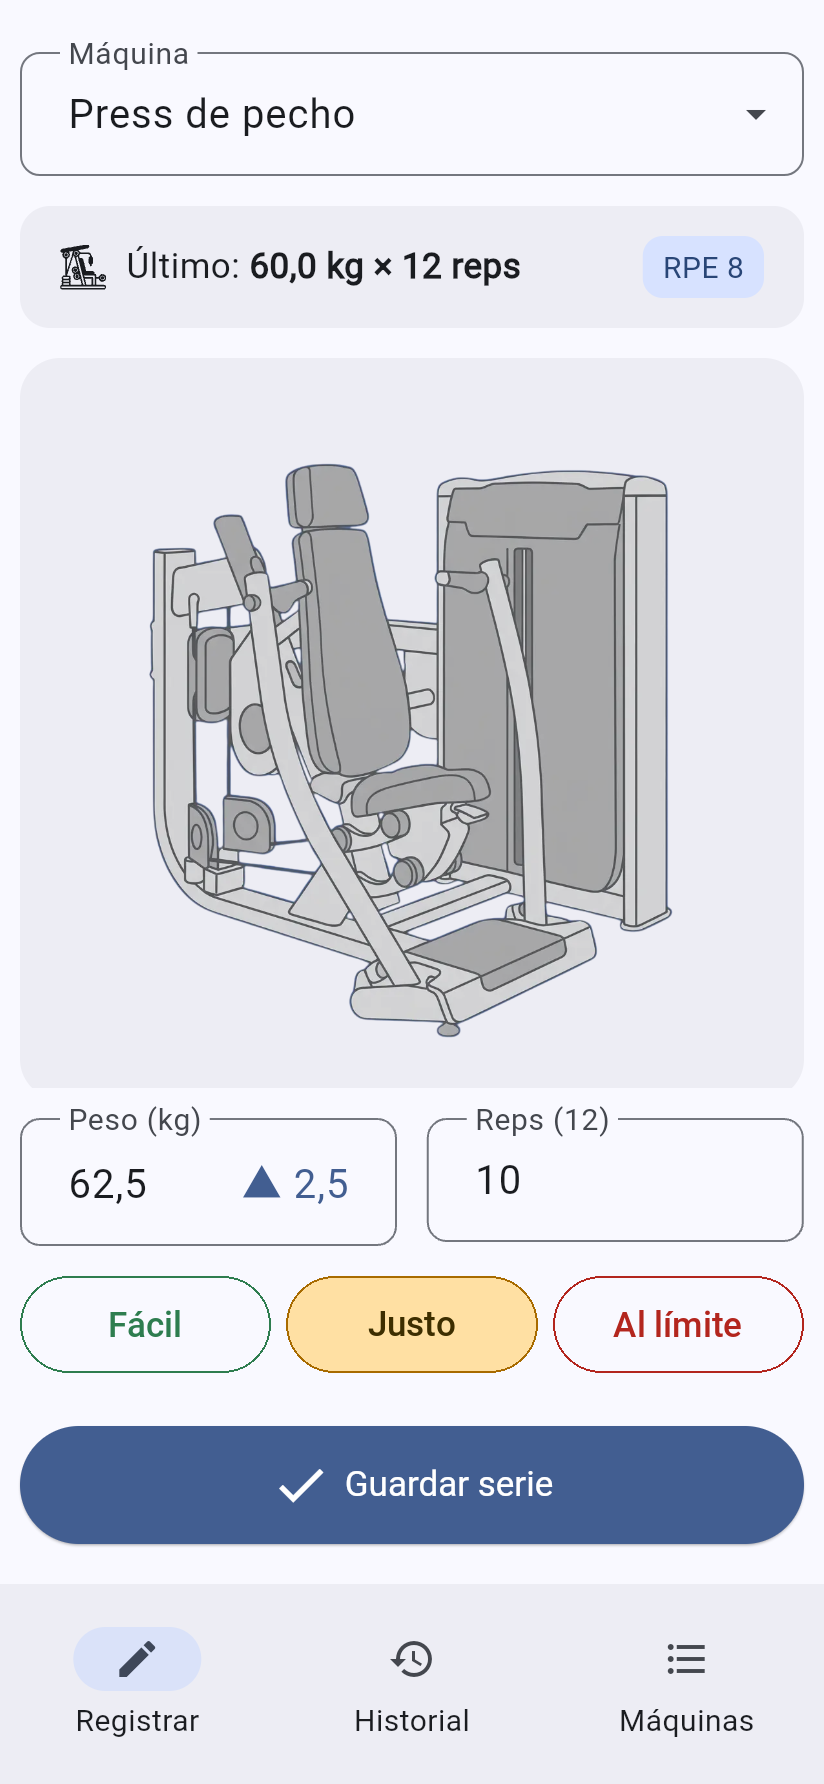 Máquina
Press de pecho
Último: 60,0 kg × 12 reps
RPE 8
Peso (kg)
62,5 ▲ 2,5
Reps (12)
10
Fácil
Justo
Al límite
Guardar serie
Registrar
Historial
Máquinas